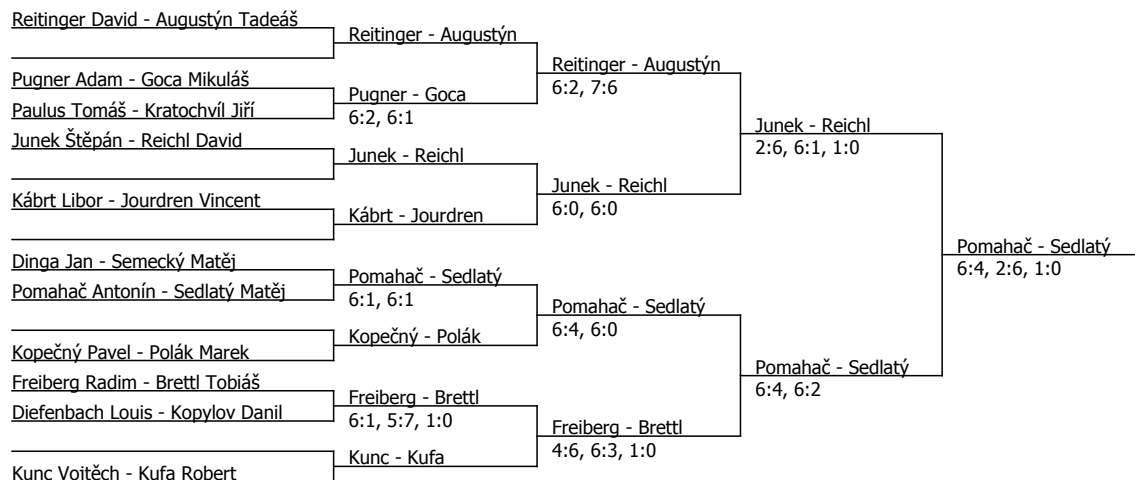 Reitinger David - Augustýn Tadeáš
Reitinger - Augustýn
Reitinger - Augustýn
6:2, 7:6
Pugner Adam - Goca Mikuláš
Pugner - Goca
6:2, 6:1
Paulus Tomáš - Kratochvíl Jiří
Junek - Reichl
2:6, 6:1, 1:0
Junek Štěpán - Reichl David
Junek - Reichl
Junek - Reichl
6:0, 6:0
Kábrt Libor - Jourdren Vincent
Kábrt - Jourdren
Pomahač - Sedlatý
6:4, 2:6, 1:0
Dinga Jan - Semecký Matěj
Pomahač - Sedlatý
6:1, 6:1
Pomahač Antonín - Sedlatý Matěj
Pomahač - Sedlatý
6:4, 6:0
Kopečný - Polák
Kopečný Pavel - Polák Marek
Pomahač - Sedlatý
6:4, 6:2
Freiberg Radim - Brettl Tobiáš
Freiberg - Brettl
6:1, 5:7, 1:0
Diefenbach Louis - Kopylov Danil
Freiberg - Brettl
4:6, 6:3, 1:0
Kunc - Kufa
Kunc Vojtěch - Kufa Robert